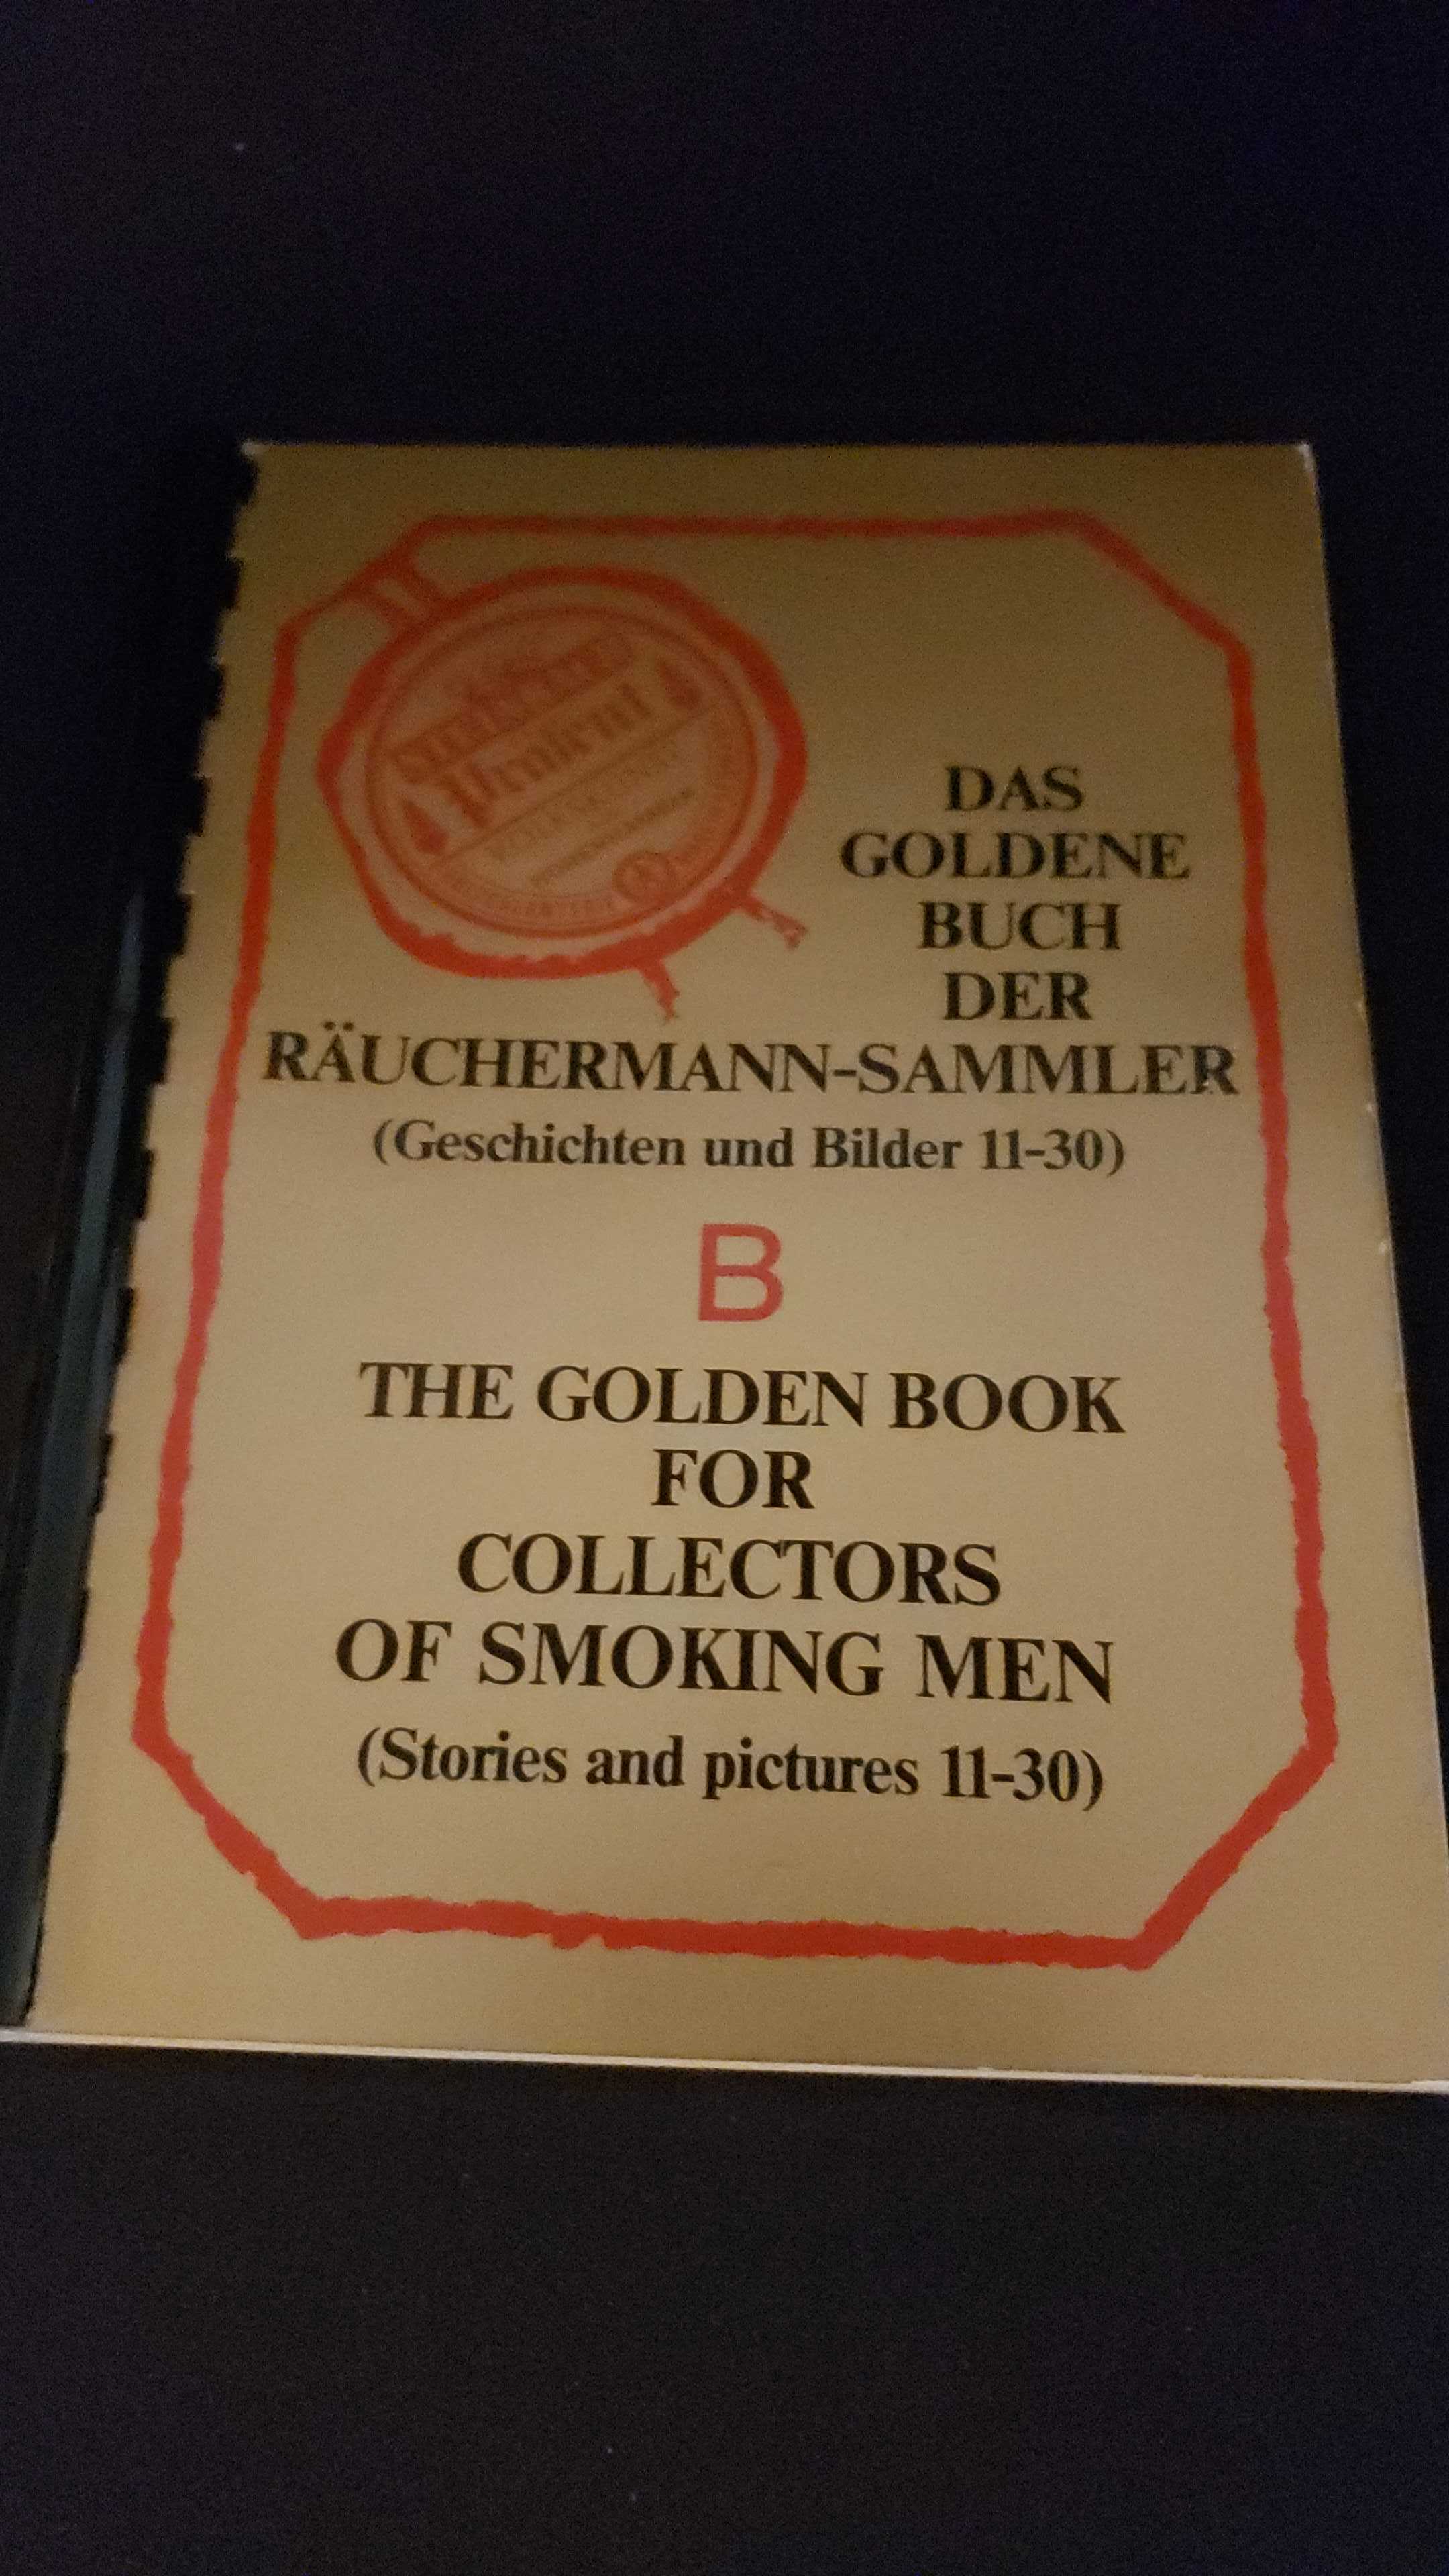 DAS
GOLDENE
BUCH
DER
RÄUCHERMANN-SAMMLER
(Geschichten und Bilder 11-30)
B
THE GOLDEN BOOK
FOR
COLLECTORS
OF SMOKING MEN
(Stories and pictures 11-30)